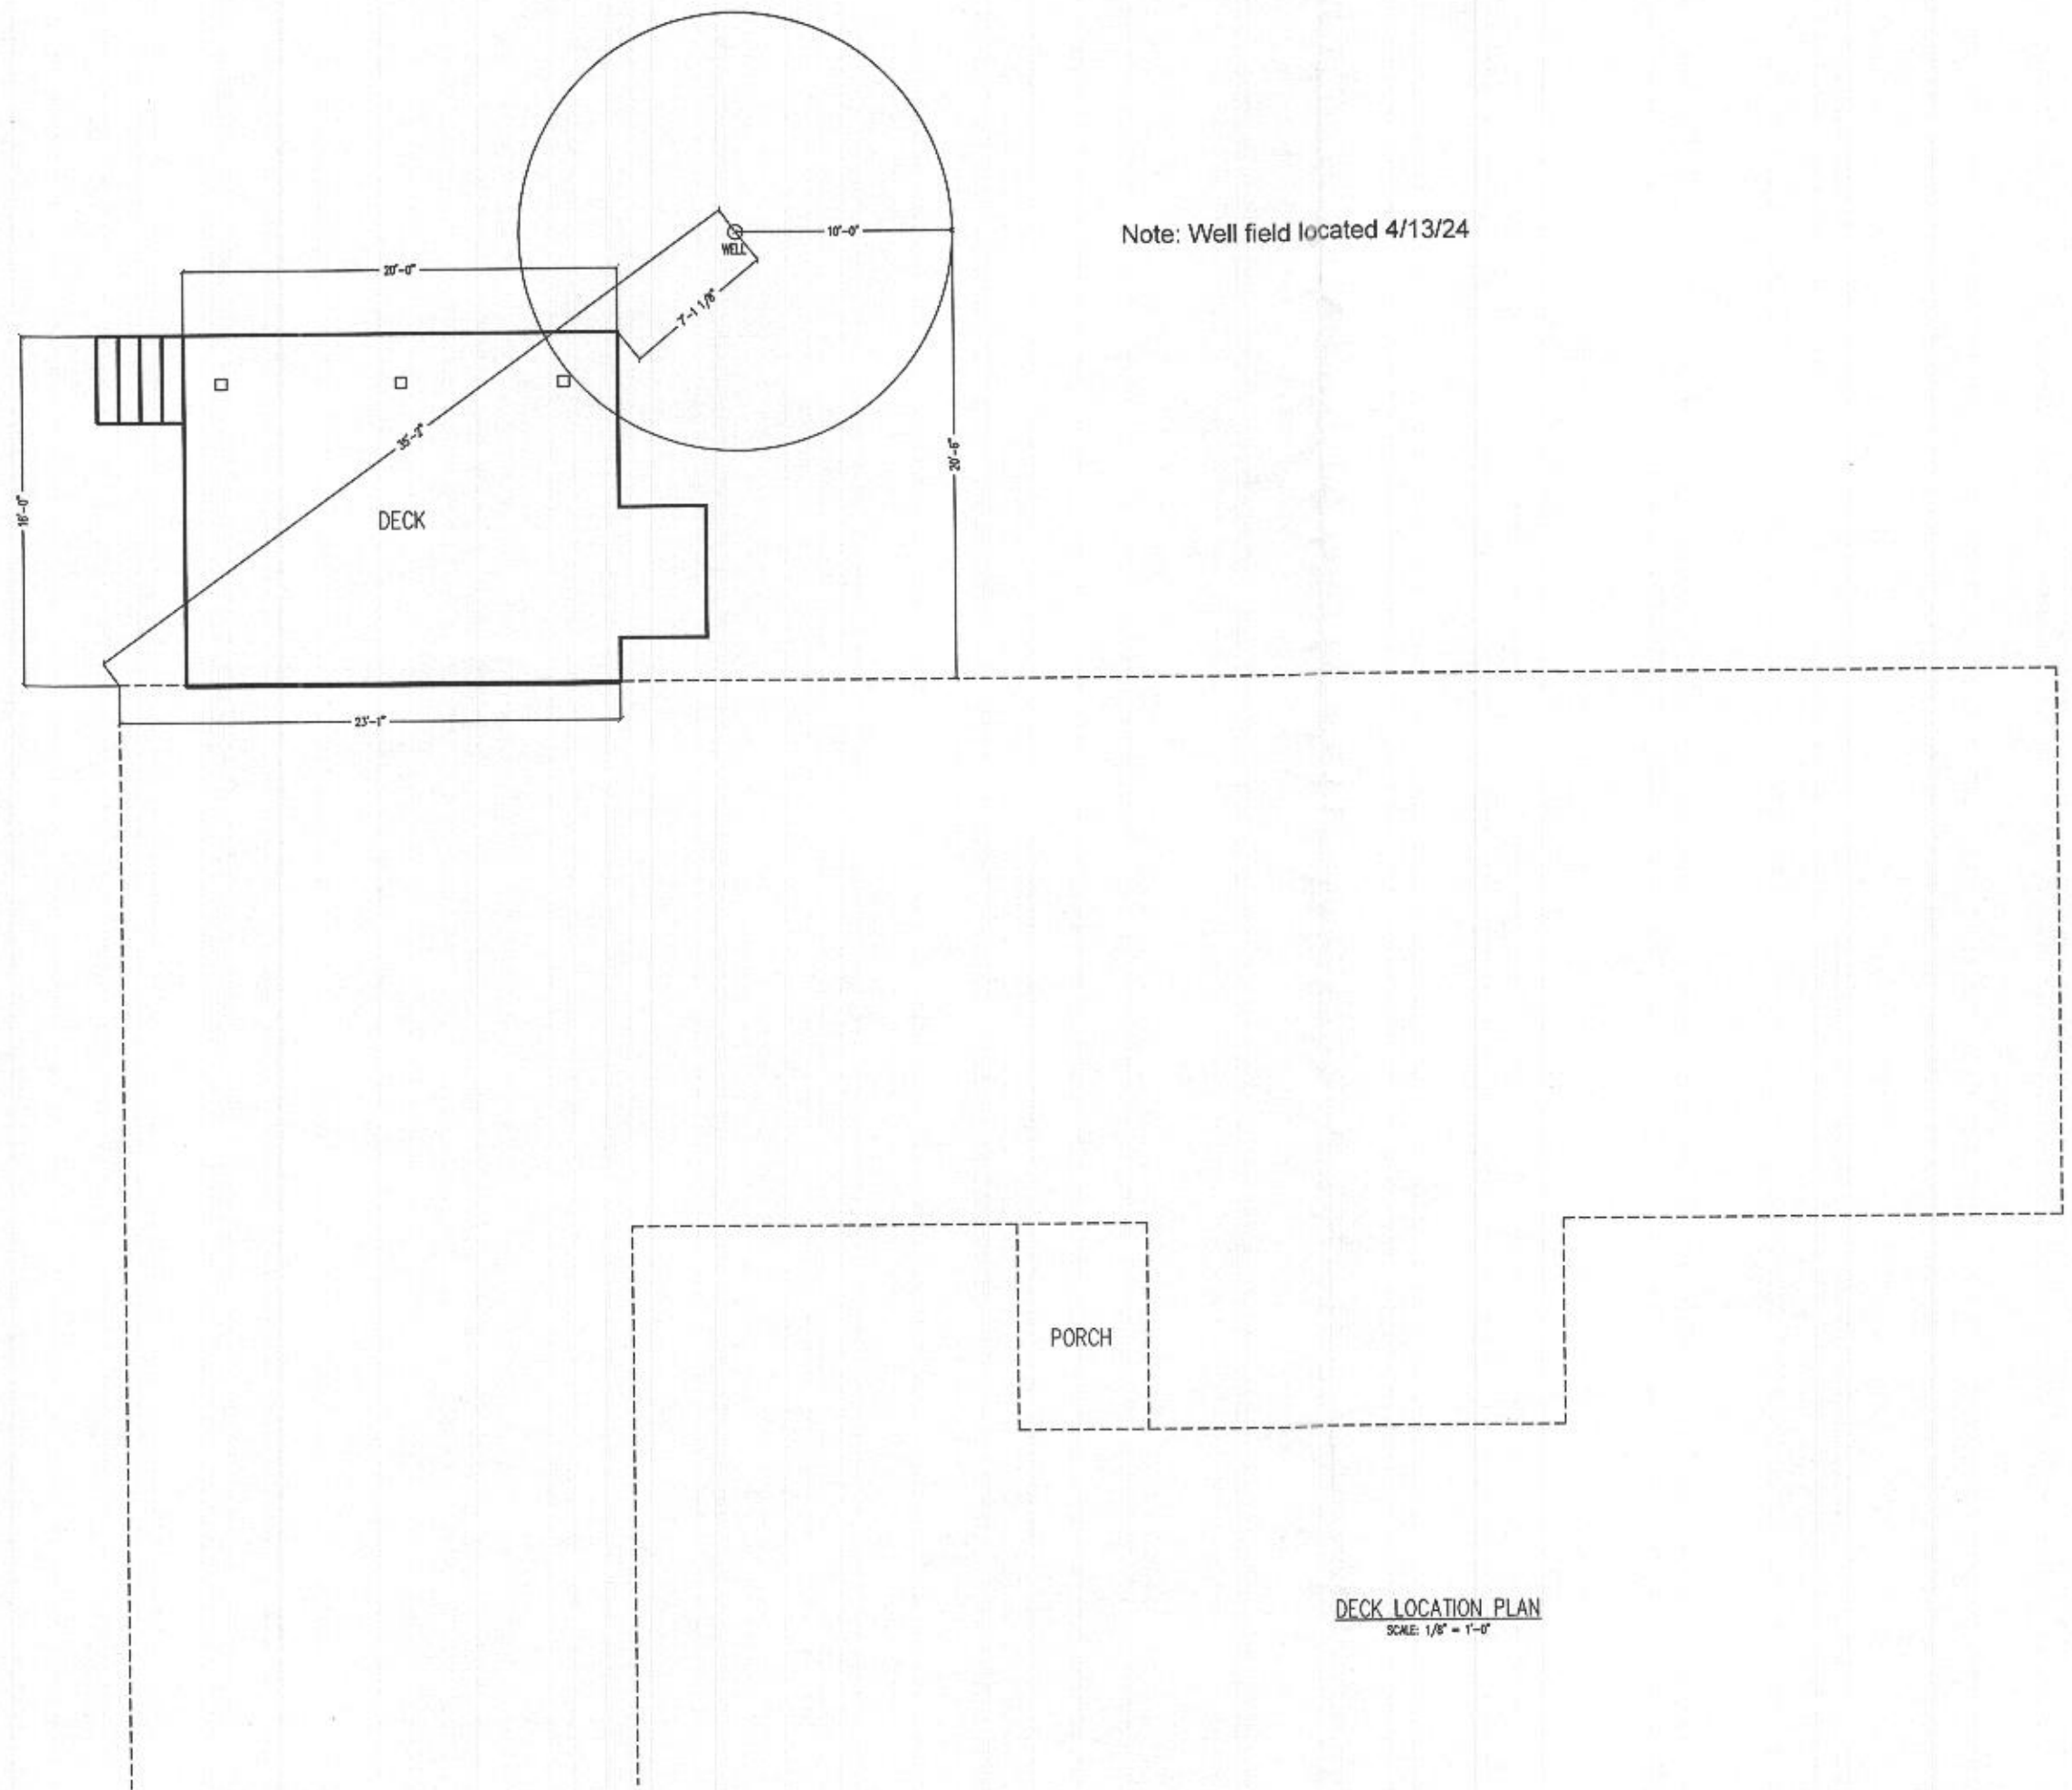 Note: Well field located 4/13/24
10'-0"
WELL
20'-0"
7'-1 1/8"
35'-3"
20'-6"
16'-0"
DECK
23'-1"
PORCH
DECK LOCATION PLAN
SCALE: 1/8" = 1'-0"